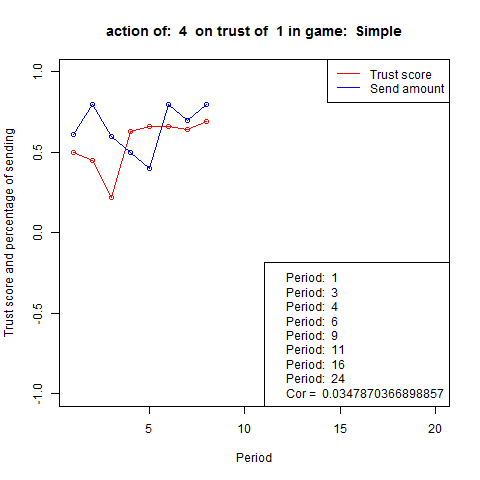 action of:  4  on trust of  1 in game:  Simple
Trust score
Send amount
Trust score and percentage of sending
1.0
0.5
0.0
-0.5
-1.0
Period:  1
Period:  3
Period:  4
Period:  6
Period:  9
Period:  11
Period:  16
Period:  24
Cor =  0.0347870366898857
5 10 15 20
Period